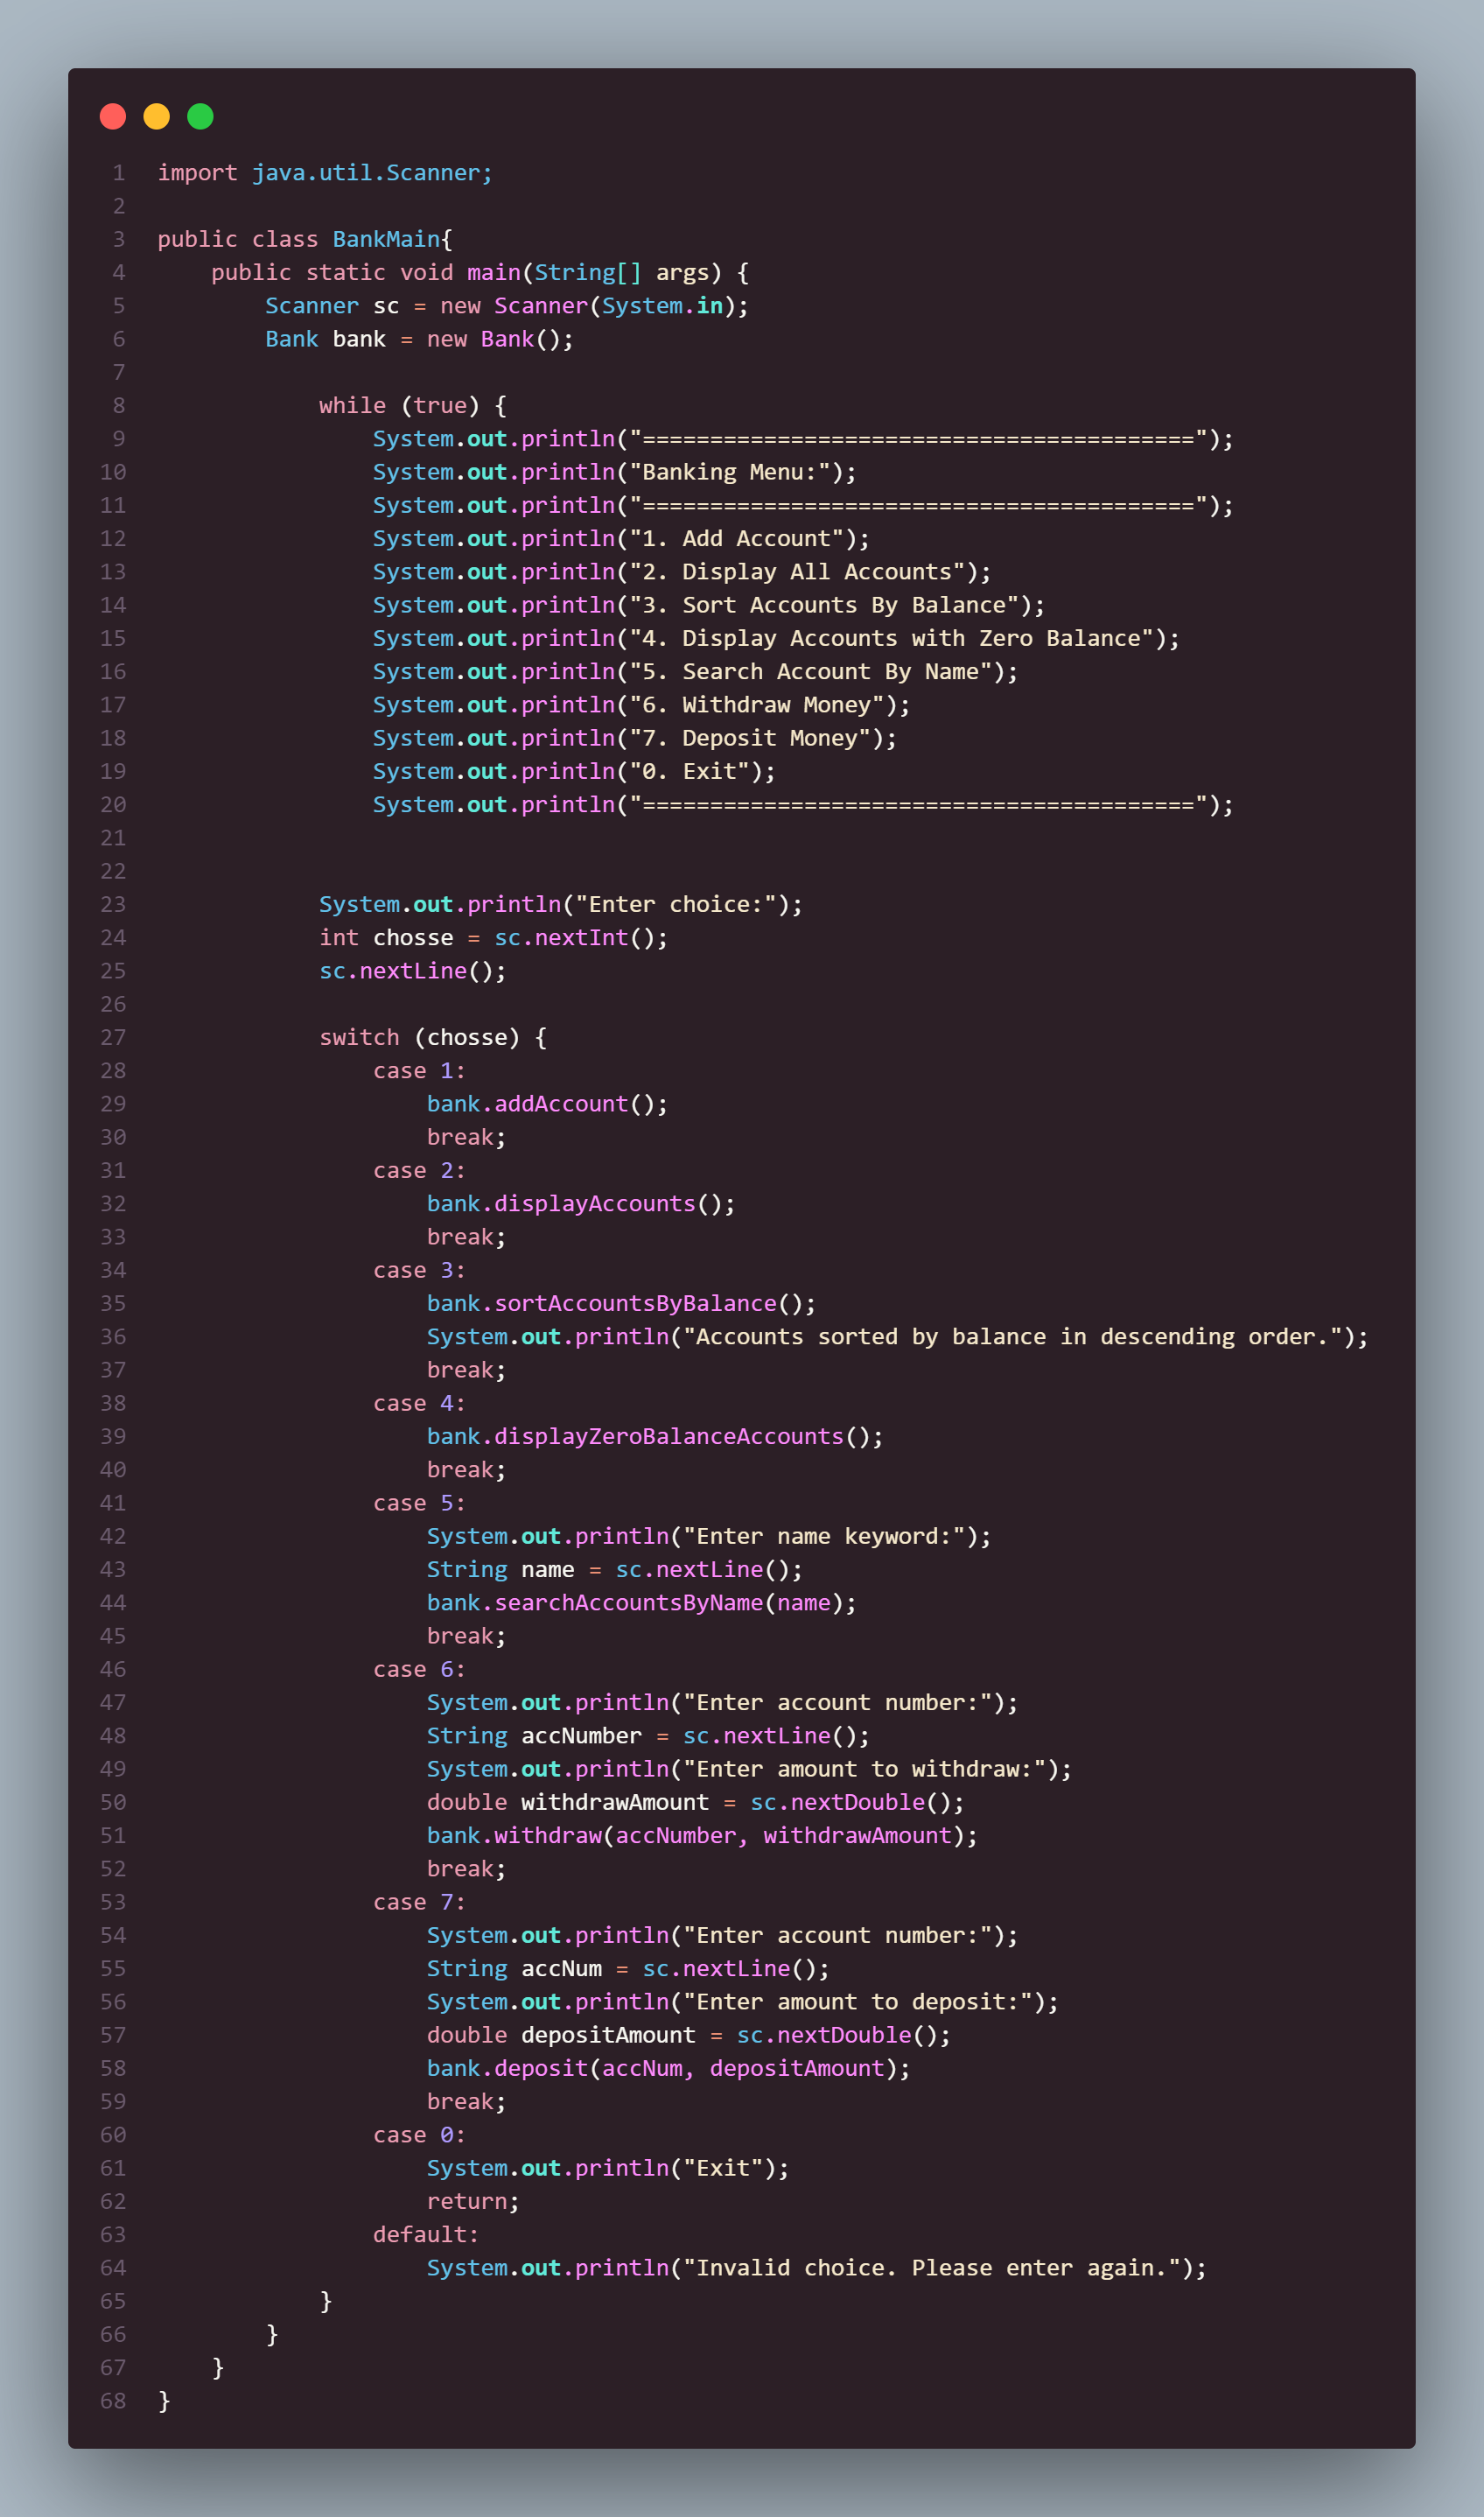 1 import java.util.Scanner;
2
3 public class BankMain{
4     public static void main(String[] args) {
5         Scanner sc = new Scanner(System.in);
6         Bank bank = new Bank();
7
8             while (true) {
9                 System.out.println("=========================================");
10                 System.out.println("Banking Menu:");
11                 System.out.println("=========================================");
12                 System.out.println("1. Add Account");
13                 System.out.println("2. Display All Accounts");
14                 System.out.println("3. Sort Accounts By Balance");
15                 System.out.println("4. Display Accounts with Zero Balance");
16                 System.out.println("5. Search Account By Name");
17                 System.out.println("6. Withdraw Money");
18                 System.out.println("7. Deposit Money");
19                 System.out.println("0. Exit");
20                 System.out.println("=========================================");
21
22
23             System.out.println("Enter choice:");
24             int chosse = sc.nextInt();
25             sc.nextLine();
26
27             switch (chosse) {
28                 case 1:
29                     bank.addAccount();
30                     break;
31                 case 2:
32                     bank.displayAccounts();
33                     break;
34                 case 3:
35                     bank.sortAccountsByBalance();
36                     System.out.println("Accounts sorted by balance in descending order.");
37                     break;
38                 case 4:
39                     bank.displayZeroBalanceAccounts();
40                     break;
41                 case 5:
42                     System.out.println("Enter name keyword:");
43                     String name = sc.nextLine();
44                     bank.searchAccountsByName(name);
45                     break;
46                 case 6:
47                     System.out.println("Enter account number:");
48                     String accNumber = sc.nextLine();
49                     System.out.println("Enter amount to withdraw:");
50                     double withdrawAmount = sc.nextDouble();
51                     bank.withdraw(accNumber, withdrawAmount);
52                     break;
53                 case 7:
54                     System.out.println("Enter account number:");
55                     String accNum = sc.nextLine();
56                     System.out.println("Enter amount to deposit:");
57                     double depositAmount = sc.nextDouble();
58                     bank.deposit(accNum, depositAmount);
59                     break;
60                 case 0:
61                     System.out.println("Exit");
62                     return;
63                 default:
64                     System.out.println("Invalid choice. Please enter again.");
65             }
66         }
67     }
68 }